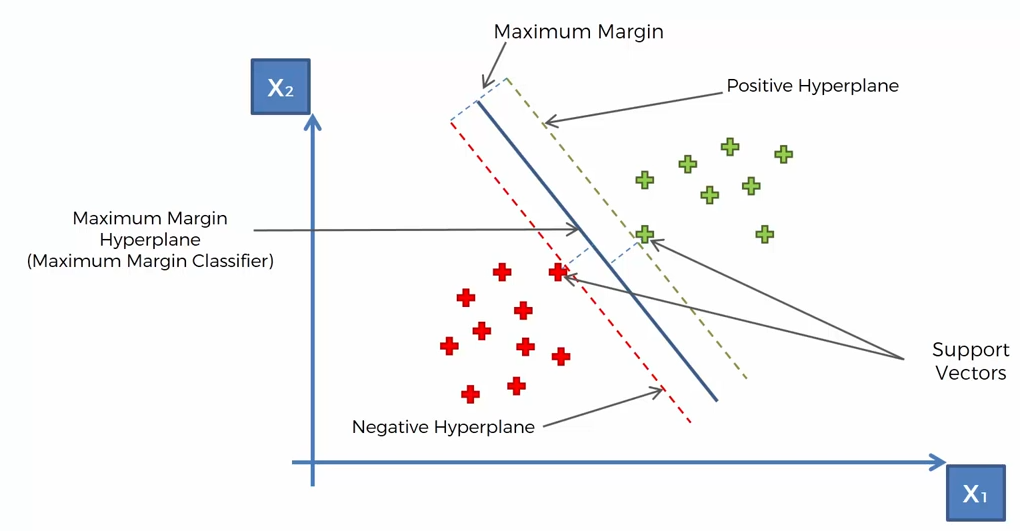 Maximum Margin
X₂
Positive Hyperplane
Maximum Margin
Hyperplane
(Maximum Margin Classifier)
Support
Vectors
Negative Hyperplane
X₁